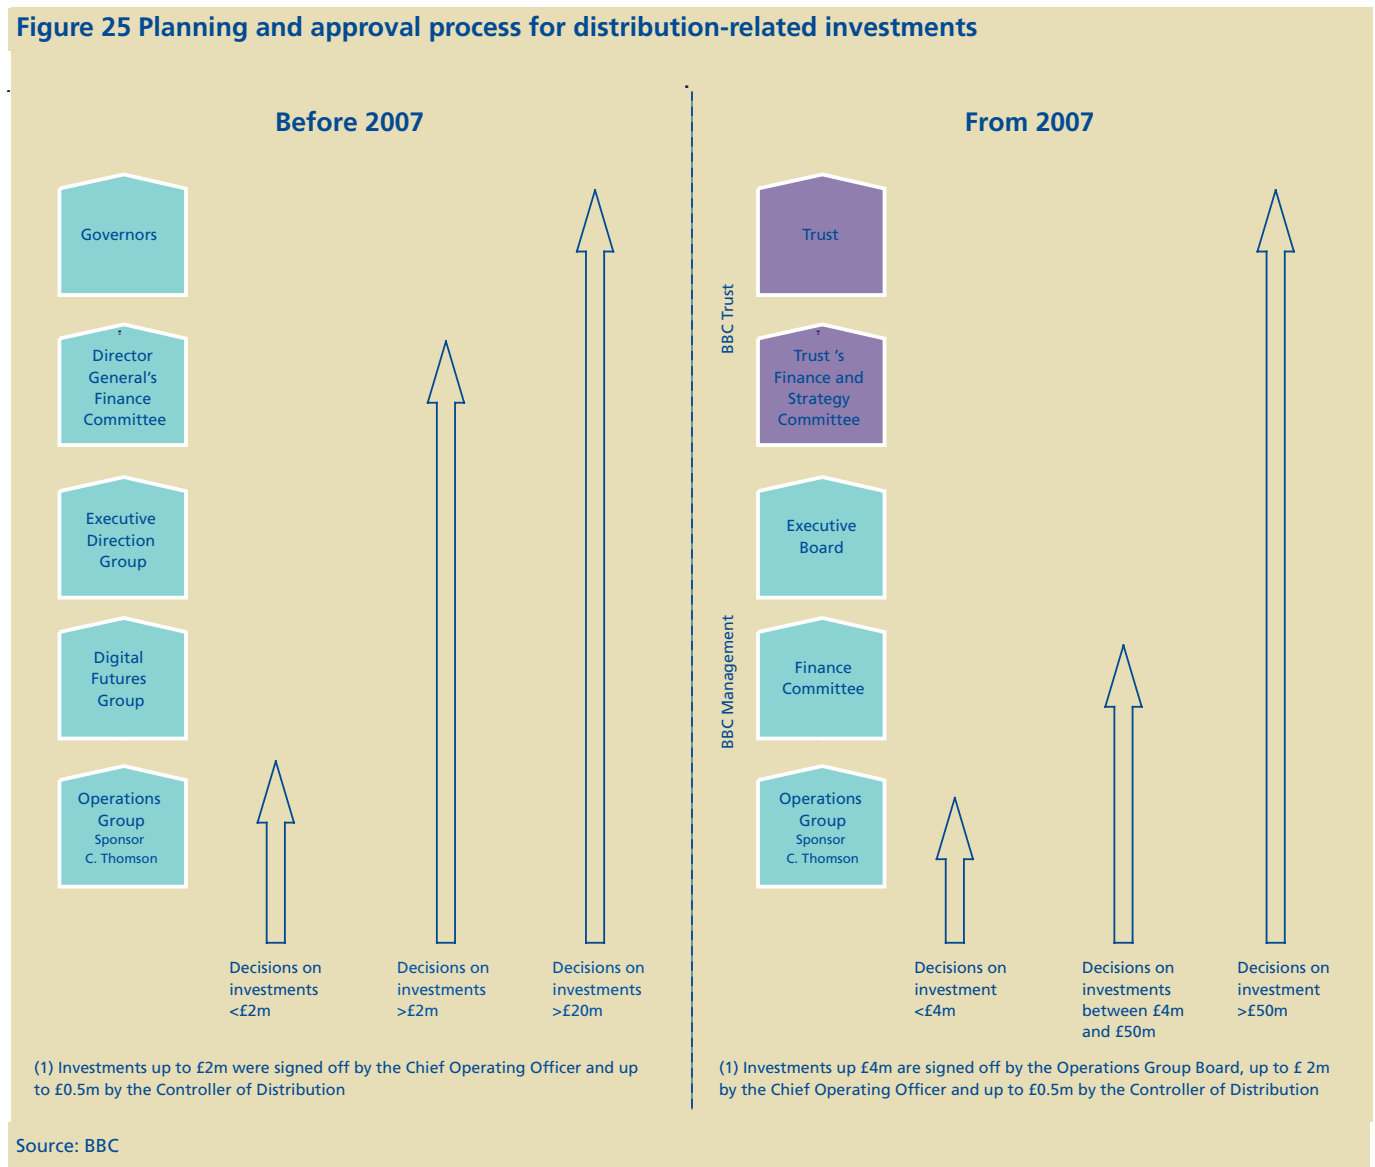 Figure 25 Planning and approval process for distribution-related investments
Before 2007
Governors
Director
General's
Finance
Committee
Executive
Direction
Group
Digital
Futures
Group
Operations
Group
Sponsor
C. Thomson
Decisions on
investments
<£2m
Decisions on
investments
>£2m
Decisions on
investments
>£20m
(1) Investments up to £2m were signed off by the Chief Operating Officer and up
to £0.5m by the Controller of Distribution
From 2007
BBC Trust
Trust
Trust 's
Finance and
Strategy
Committee
BBC Management
Executive
Board
Finance
Committee
Operations
Group
Sponsor
C. Thomson
Decisions on
investment
<£4m
Decisions on
investments
between £4m
and £50m
Decisions on
investment
>£50m
(1) Investments up £4m are signed off by the Operations Group Board, up to £ 2m
by the Chief Operating Officer and up to £0.5m by the Controller of Distribution
Source: BBC